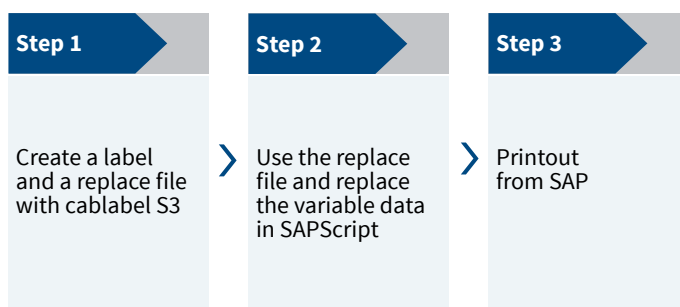 Step 1
Create a label
and a replace file
with cablabel S3
Step 2
Use the replace
file and replace
the variable data
in SAPScript
Step 3
Printout
from SAP